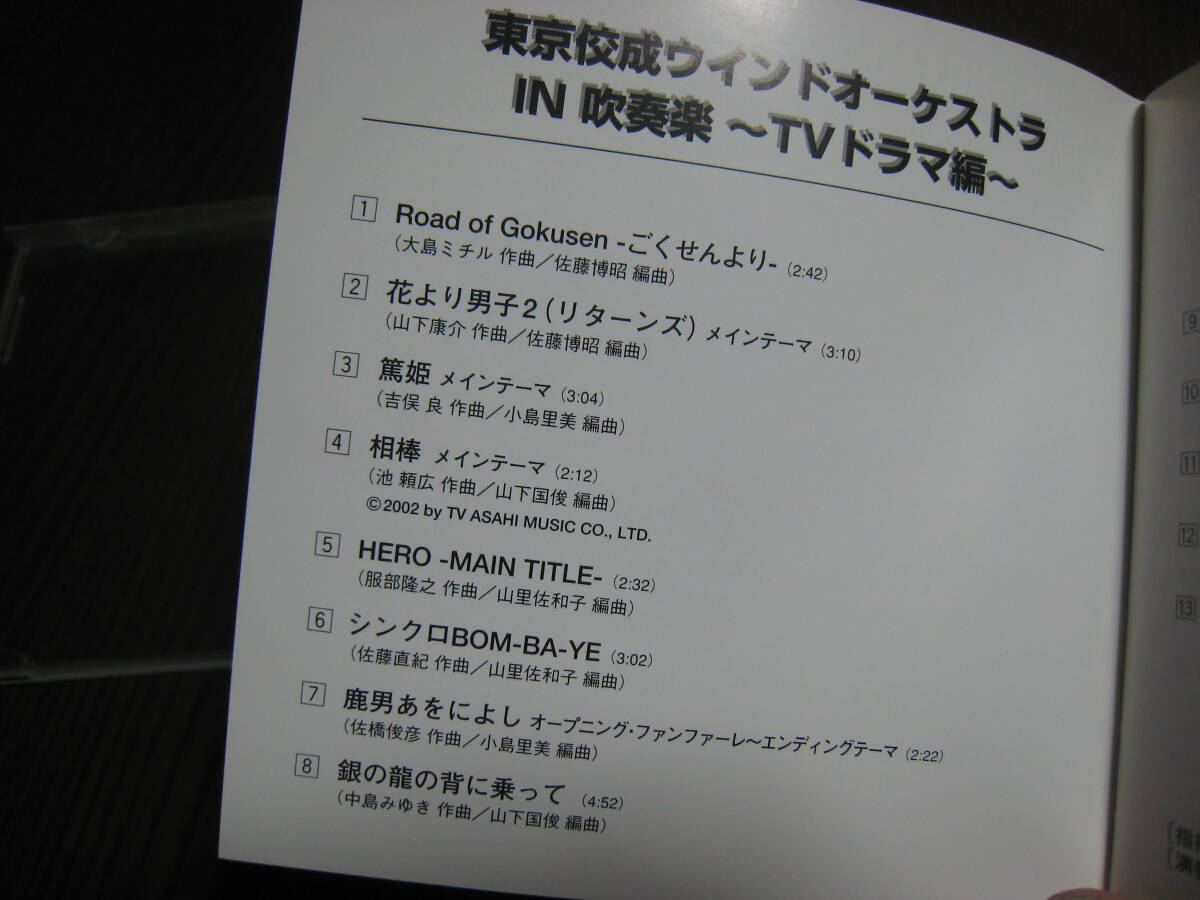 東京佼成ウインドオーケストラ
IN 吹奏楽 〜TVドラマ編〜
1 Road of Gokusen -ごくせんより- (2:42)
(大島ミチル 作曲／佐藤博昭 編曲)
2 花より男子2(リターンズ) メインテーマ (3:10)
(山下康介 作曲／佐藤博昭 編曲)
3 篤姫 メインテーマ (3:04)
(吉俣 良 作曲／小島里美 編曲)
4 相棒 メインテーマ (2:12)
(池 頼広 作曲／山下国俊 編曲)
©2002 by TV ASAHI MUSIC CO., LTD.
5 HERO -MAIN TITLE- (2:32)
(服部隆之 作曲／山里佐和子 編曲)
6 シンクロBOM-BA-YE (3:02)
(佐藤直紀 作曲／山里佐和子 編曲)
7 鹿男あをによし オープニング・ファンファーレ〜エンディングテーマ (2:22)
(佐橋俊彦 作曲／小島里美 編曲)
8 銀の龍の背に乗って (4:52)
(中島みゆき 作曲／山下国俊 編曲)
9
10
11
12
13
[指
[演